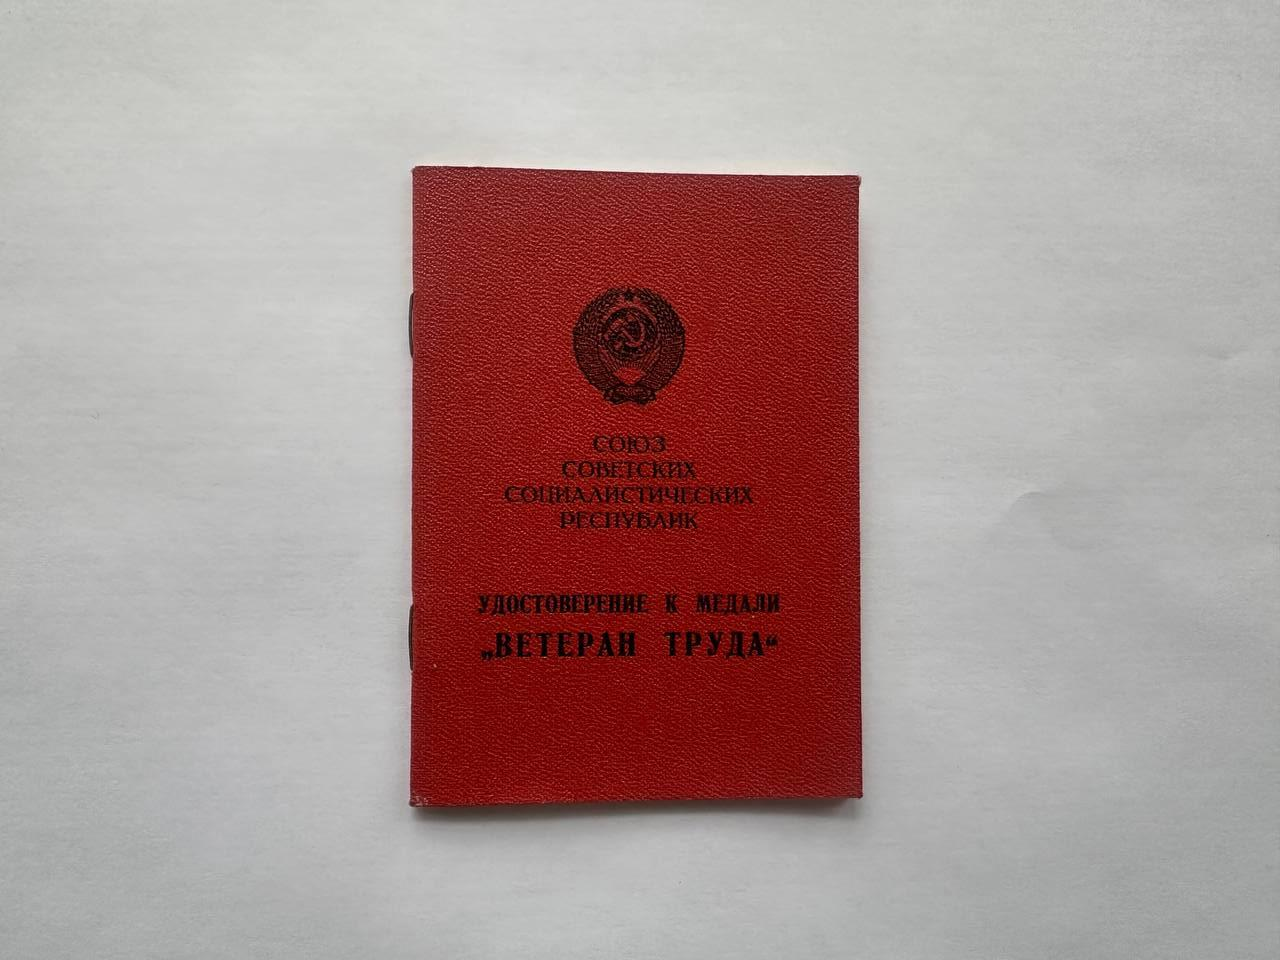 СОЮЗ
СОВЕТСКИХ
СОЦИАЛИСТИЧЕСКИХ
РЕСПУБЛИК
УДОСТОВЕРЕНИЕ К МЕДАЛИ
„ВЕТЕРАН ТРУДА“